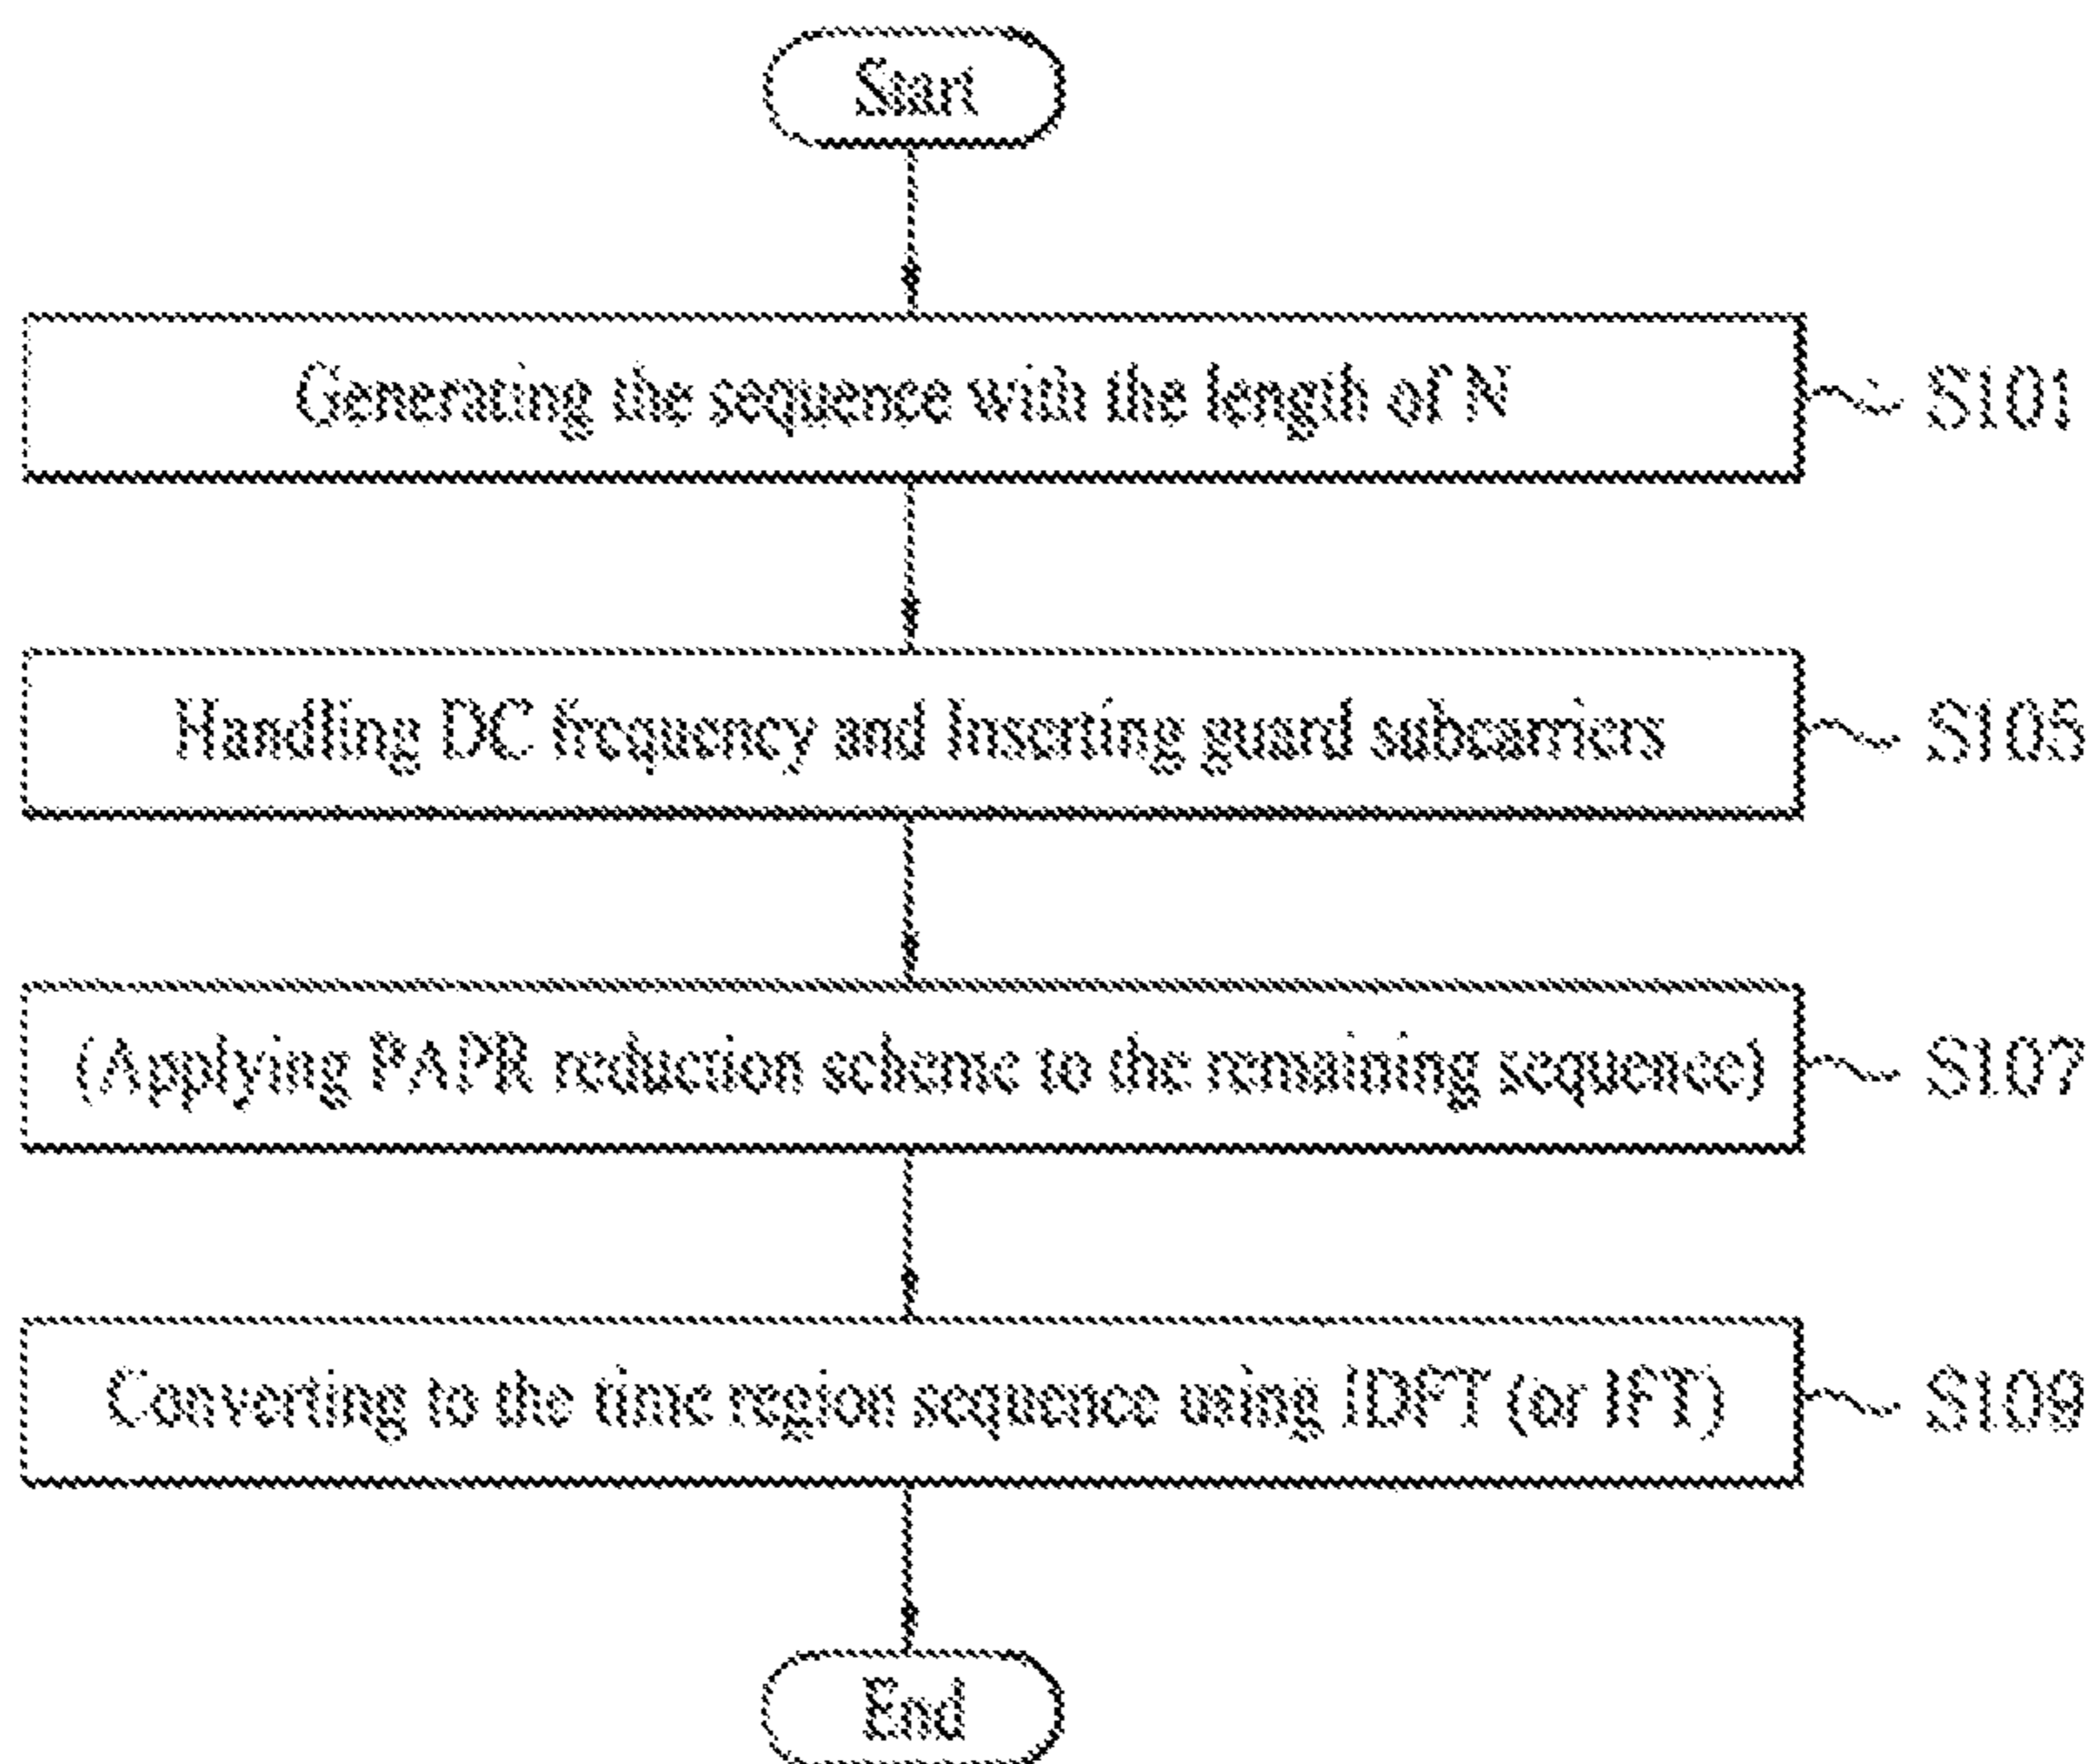 Start
Generating the sequence with the length of N
S101
Handling DC frequency and Inserting guard subcarriers
S105
(Applying PAPR reduction scheme to the remaining sequence)
S107
Converting to the time region sequence using IDFT (or IFT)
S109
End